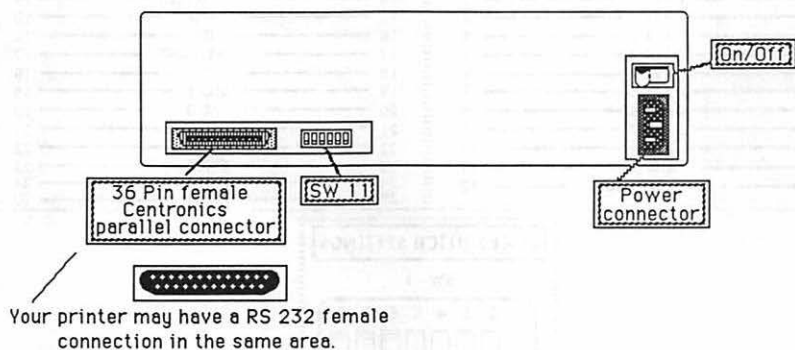 On/Off
36 Pin female
Centronics
parallel connector
SW 11
Power
connector
Your printer may have a RS 232 female
connection in the same area.